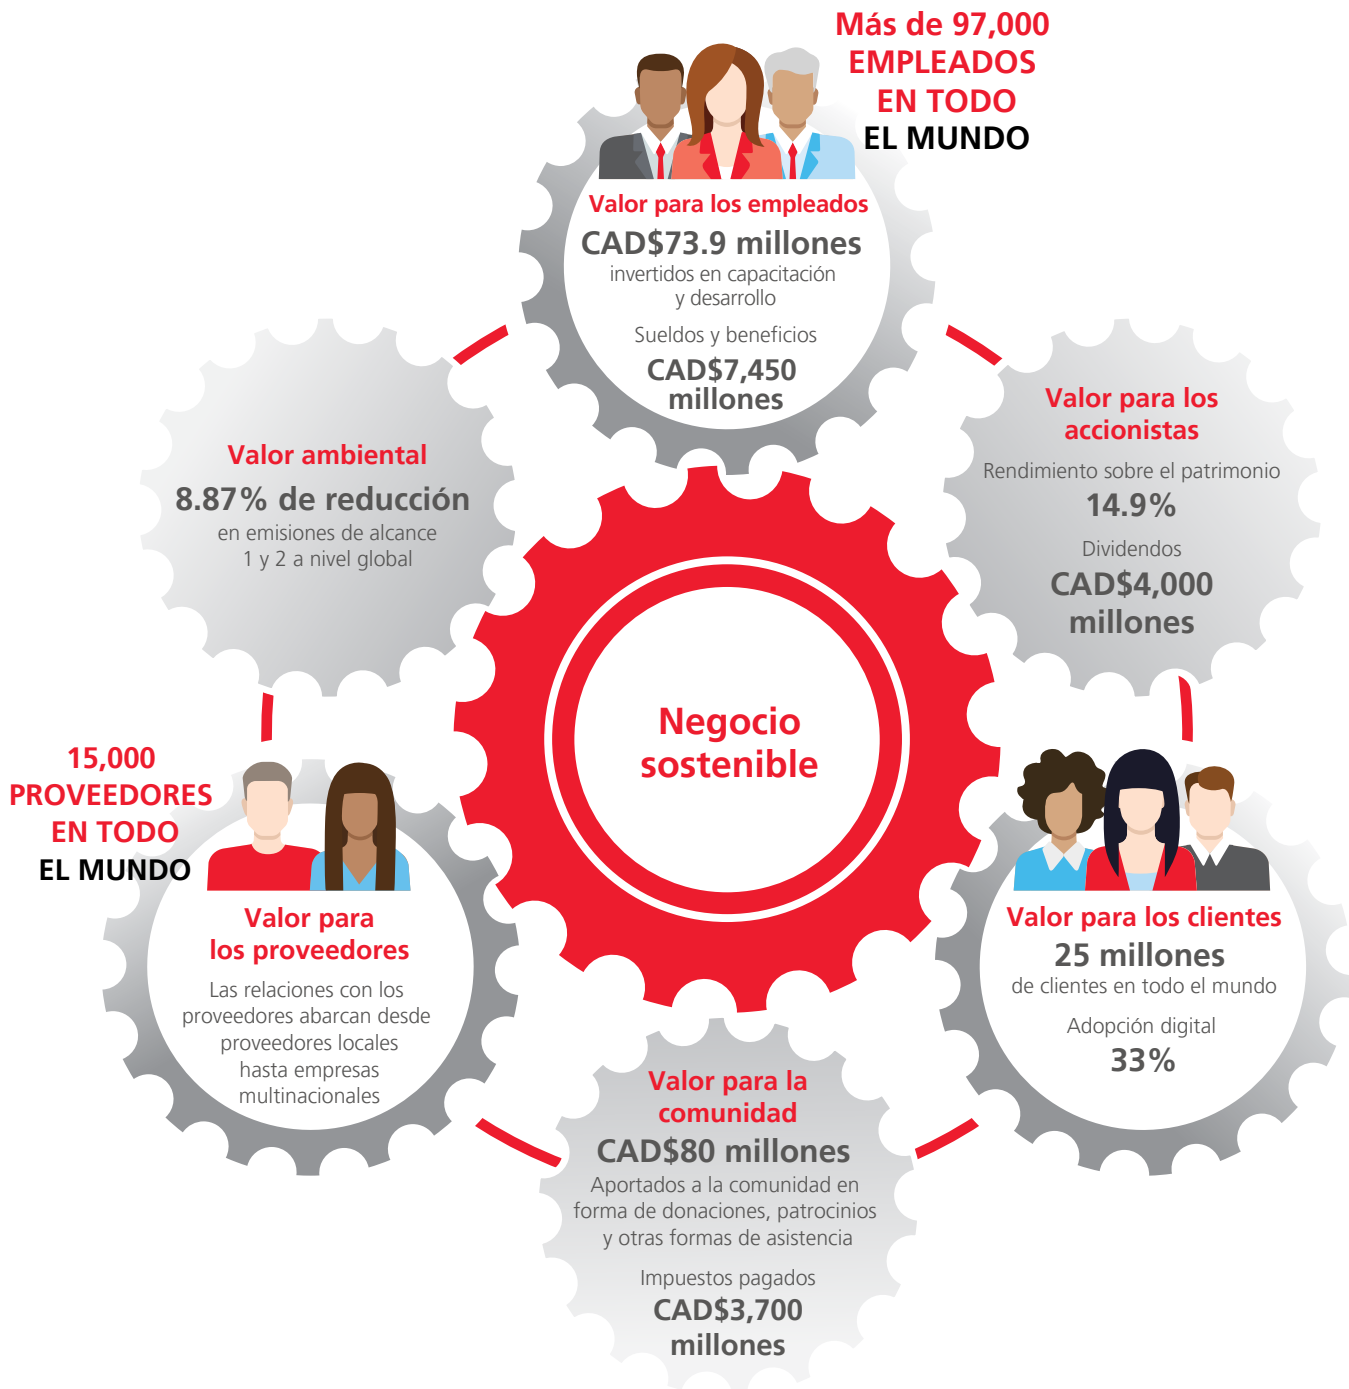 Más de 97,000
EMPLEADOS
EN TODO
EL MUNDO
Valor para los empleados
CAD$73.9 millones
invertidos en capacitación
y desarrollo
Sueldos y beneficios
CAD$7,450
millones
Valor para los
accionistas
Rendimiento sobre el patrimonio
14.9%
Dividendos
CAD$4,000
millones
Valor ambiental
8.87% de reducción
en emisiones de alcance
1 y 2 a nivel global
Negocio
sostenible
15,000
PROVEEDORES
EN TODO
EL MUNDO
Valor para
los proveedores
Las relaciones con los
proveedores abarcan desde
proveedores locales
hasta empresas
multinacionales
Valor para los clientes
25 millones
de clientes en todo el mundo
Adopción digital
33%
Valor para la
comunidad
CAD$80 millones
Aportados a la comunidad en
forma de donaciones, patrocinios
y otras formas de asistencia
Impuestos pagados
CAD$3,700
millones